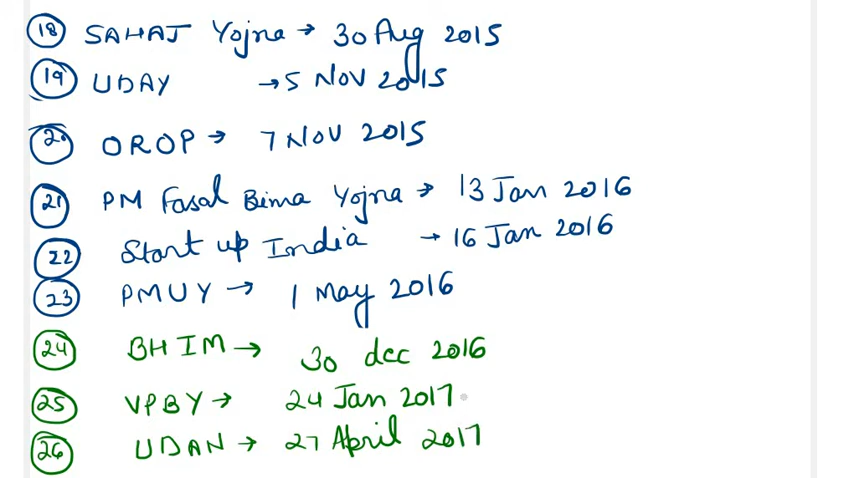 18 SAHAJ Yojna → 30 Aug 2015
19 UDAY → 5 Nov 2015
20 OROP → 7 Nov 2015
21 PM Fasal Bima Yojna → 13 Jan 2016
22 Start up India → 16 Jan 2016
23 PMUY → 1 May 2016
24 BHIM → 30 dec 2016
25 VPBY → 24 Jan 2017
26 UDAN → 27 April 2017